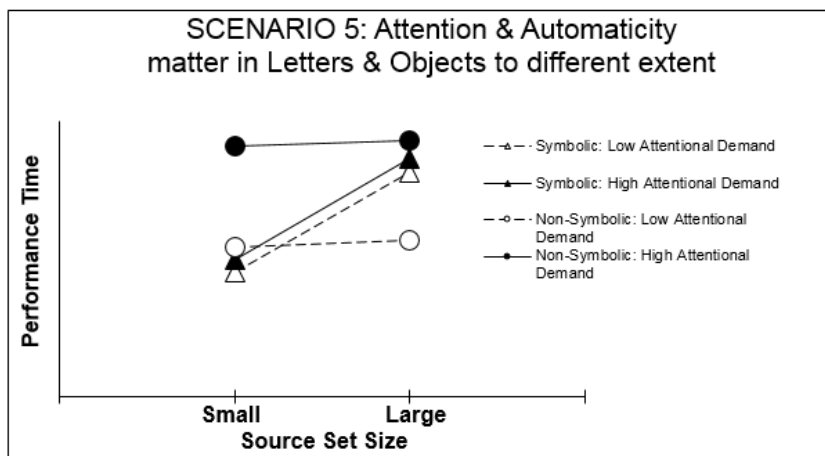 SCENARIO 5: Attention & Automaticity
matter in Letters & Objects to different extent
Performance Time
Symbolic: Low Attentional Demand
Symbolic: High Attentional Demand
Non-Symbolic: Low Attentional
Demand
Non-Symbolic: High Attentional
Demand
Small
Large
Source Set Size